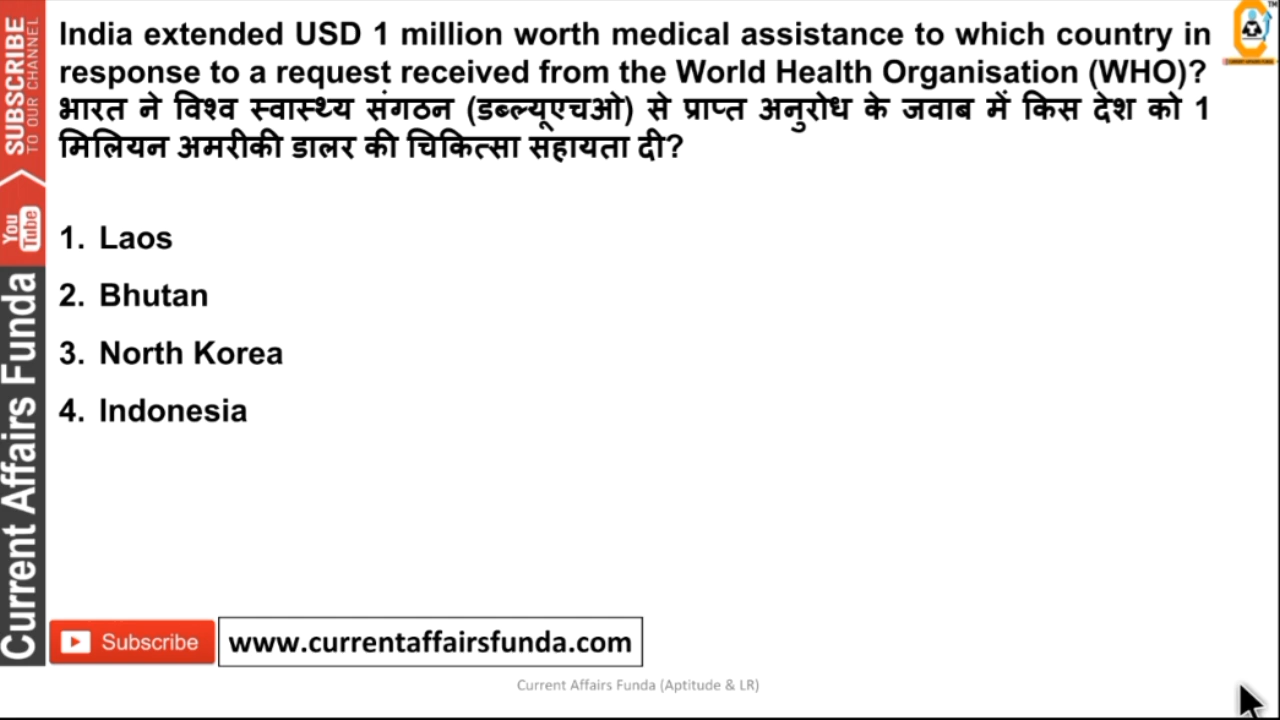 India extended USD 1 million worth medical assistance to which country in
response to a request received from the World Health Organisation (WHO)?
भारत ने विश्व स्वास्थ्य संगठन (डब्ल्यूएचओ) से प्राप्त अनुरोध के जवाब में किस देश को 1
मिलियन अमरीकी डालर की चिकित्सा सहायता दी?
1. Laos
2. Bhutan
3. North Korea
4. Indonesia
SUBSCRIBE
TO OUR CHANNEL
You
Tube
Current Affairs Funda
Subscribe
www.currentaffairsfunda.com
Current Affairs Funda (Aptitude & LR)